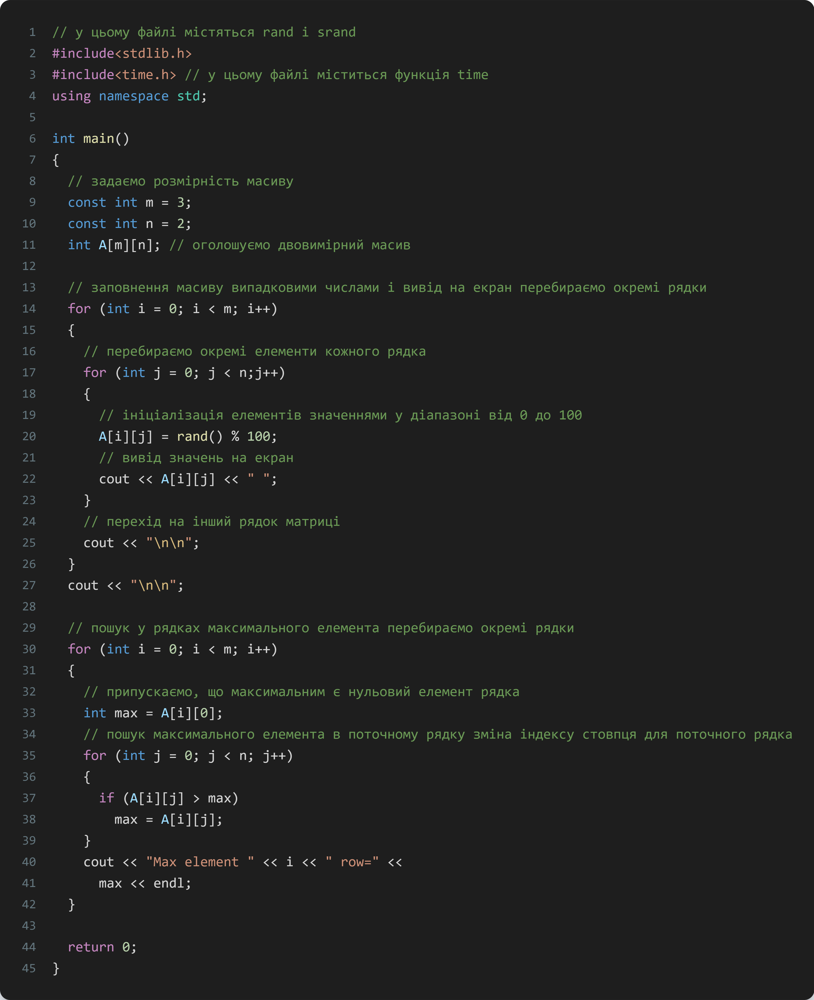 1 // у цьому файлі містяться rand і srand
2 #include<stdlib.h>
3 #include<time.h> // у цьому файлі міститься функція time
4 using namespace std;
5
6 int main()
7 {
8   // задаємо розмірність масиву
9   const int m = 3;
10   const int n = 2;
11   int A[m][n]; // оголошуємо двовимірний масив
12
13   // заповнення масиву випадковими числами і вивід на екран перебираємо окремі рядки
14   for (int i = 0; i < m; i++)
15   {
16     // перебираємо окремі елементи кожного рядка
17     for (int j = 0; j < n;j++)
18     {
19       // ініціалізація елементів значеннями у діапазоні від 0 до 100
20       A[i][j] = rand() % 100;
21       // вивід значень на екран
22       cout << A[i][j] << " ";
23     }
24     // перехід на інший рядок матриці
25     cout << "\n\n";
26   }
27   cout << "\n\n";
28
29   // пошук у рядках максимального елемента перебираємо окремі рядки
30   for (int i = 0; i < m; i++)
31   {
32     // припускаємо, що максимальним є нульовий елемент рядка
33     int max = A[i][0];
34     // пошук максимального елемента в поточному рядку зміна індексу стовпця для поточного рядка
35     for (int j = 0; j < n; j++)
36     {
37       if (A[i][j] > max)
38         max = A[i][j];
39     }
40     cout << "Max element " << i << " row=" <<
41       max << endl;
42   }
43
44   return 0;
45 }